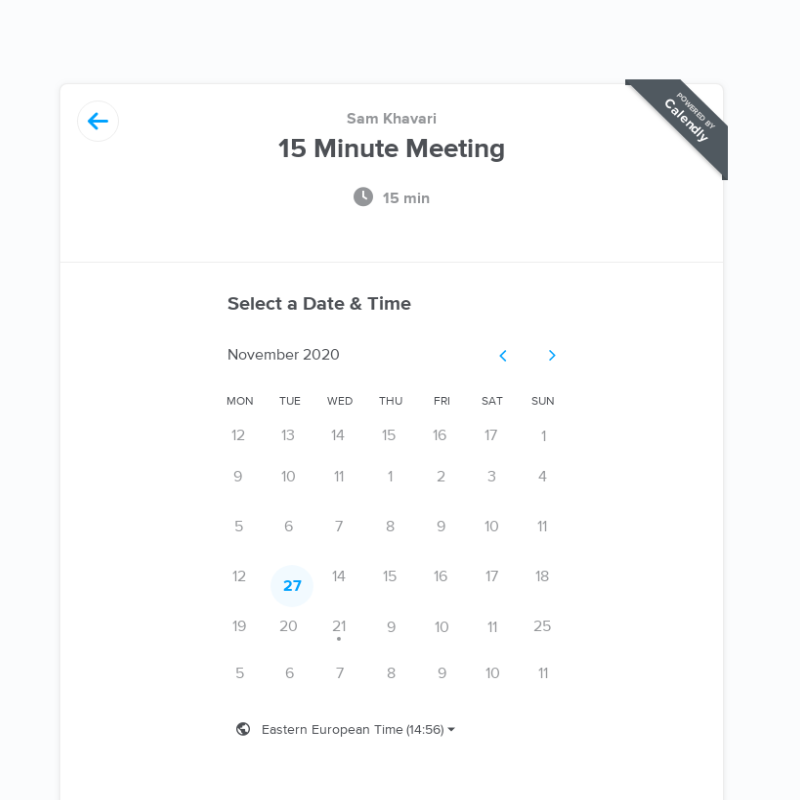 POWERED BY
Calendly
Sam Khavari
15 Minute Meeting
15 min
Select a Date & Time
November 2020
MON TUE WED THU FRI SAT SUN
12 13 14 15 16 17 1
9 10 11 1 2 3 4
5 6 7 8 9 10 11
12 27 14 15 16 17 18
19 20 21 9 10 11 25
5 6 7 8 9 10 11
Eastern European Time (14:56)